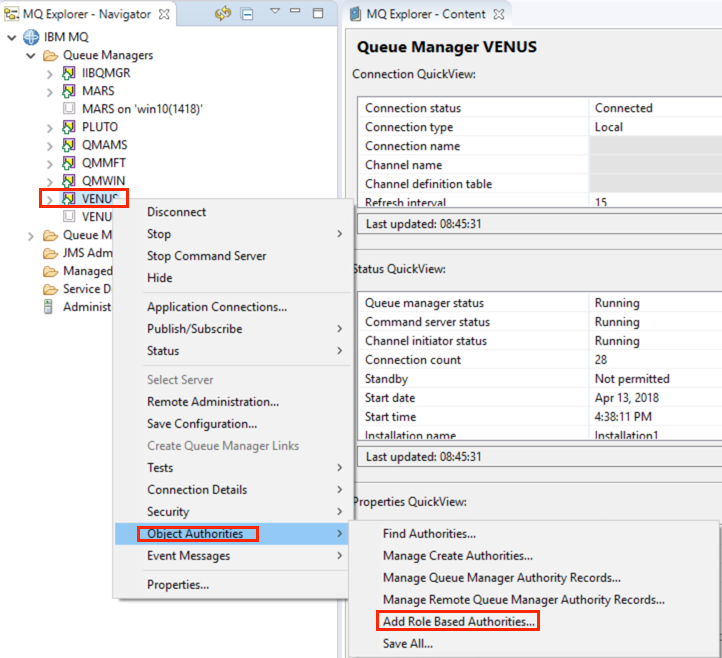 MQ Explorer - Navigator
IBM MQ
Queue Managers
IIBQMGR
MARS
MARS on 'win10(1418)'
PLUTO
QMAMS
QMMFT
QMWIN
VENUS
VENU
Queue M
JMS Adm
Managed
Service D
Administ
Disconnect
Stop
Stop Command Server
Hide
Application Connections...
Publish/Subscribe
Status
Select Server
Remote Administration...
Save Configuration...
Create Queue Manager Links
Tests
Connection Details
Security
Object Authorities
Event Messages
Properties...
MQ Explorer - Content
Queue Manager VENUS
Connection QuickView:
Connection status Connected
Connection type Local
Connection name
Channel name
Channel definition table
Refresh interval 15
Last updated: 08:45:31
Status QuickView:
Queue manager status Running
Command server status Running
Channel initiator status Running
Connection count 28
Standby Not permitted
Start date Apr 13, 2018
Start time 4:38:11 PM
Installation name Installation1
Last updated: 08:45:31
Properties QuickView:
Find Authorities...
Manage Create Authorities...
Manage Queue Manager Authority Records...
Manage Remote Queue Manager Authority Records...
Add Role Based Authorities...
Save All...